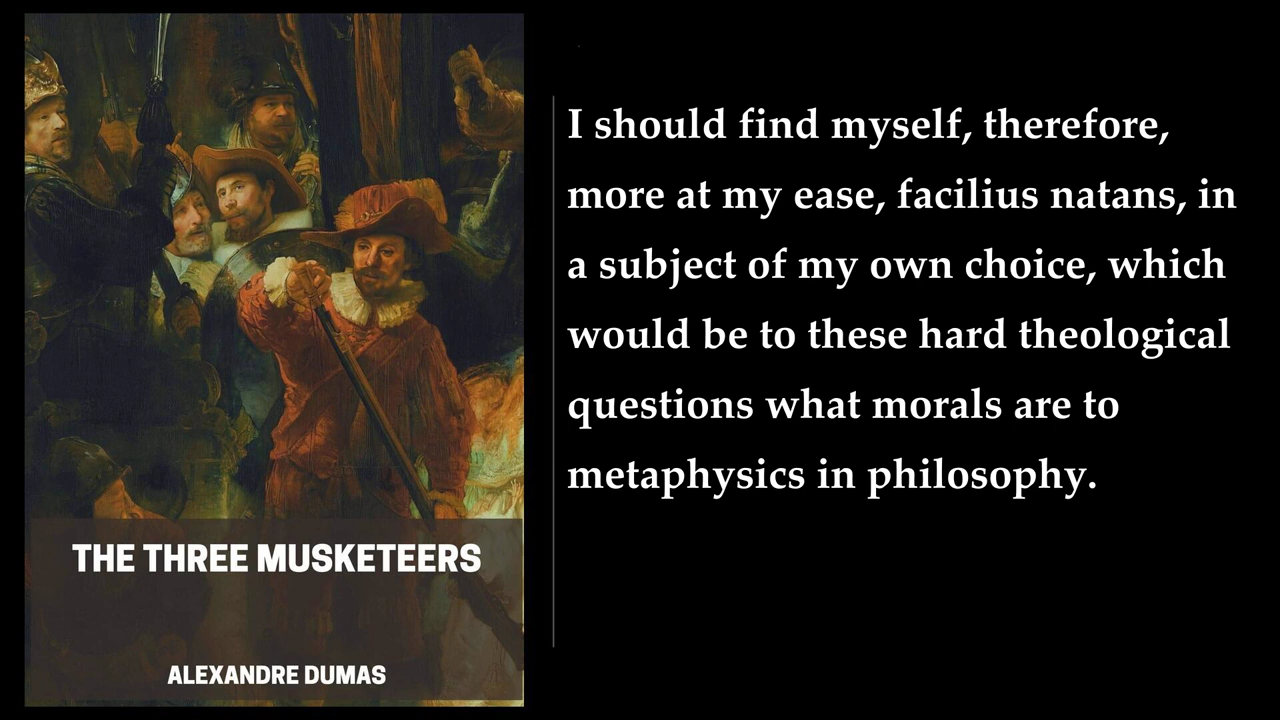 THE THREE MUSKETEERS
ALEXANDRE DUMAS
I should find myself, therefore,
more at my ease, facilius natans, in
a subject of my own choice, which
would be to these hard theological
questions what morals are to
metaphysics in philosophy.